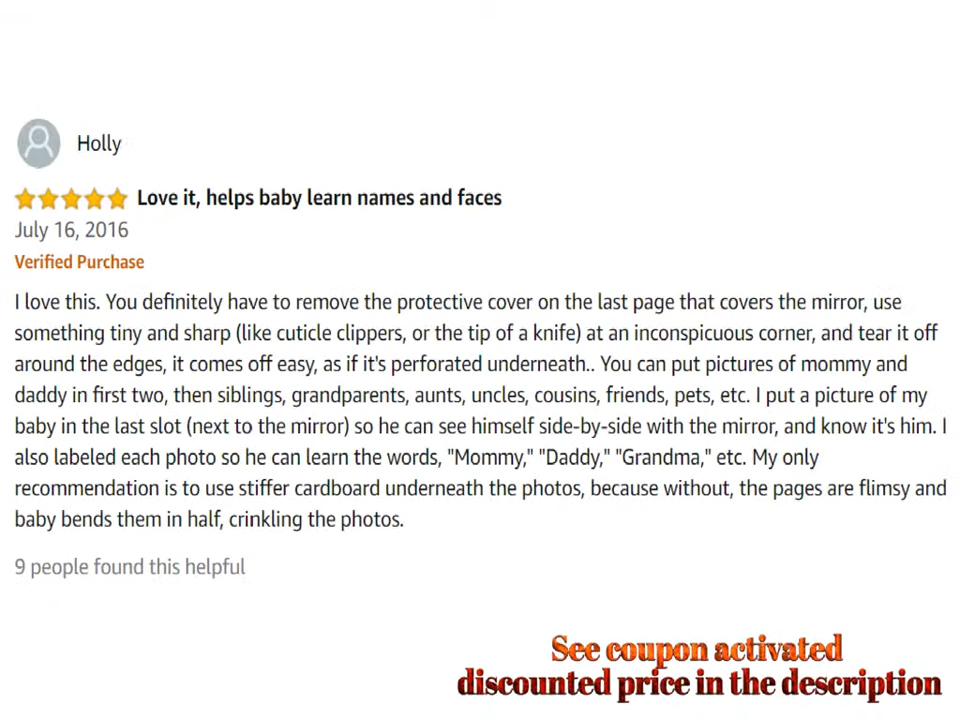 Holly
Love it, helps baby learn names and faces
July 16, 2016
Verified Purchase
I love this. You definitely have to remove the protective cover on the last page that covers the mirror, use
something tiny and sharp (like cuticle clippers, or the tip of a knife) at an inconspicuous corner, and tear it off
around the edges, it comes off easy, as if it's perforated underneath.. You can put pictures of mommy and
daddy in first two, then siblings, grandparents, aunts, uncles, cousins, friends, pets, etc. I put a picture of my
baby in the last slot (next to the mirror) so he can see himself side-by-side with the mirror, and know it's him. I
also labeled each photo so he can learn the words, "Mommy," "Daddy," "Grandma," etc. My only
recommendation is to use stiffer cardboard underneath the photos, because without, the pages are flimsy and
baby bends them in half, crinkling the photos.
9 people found this helpful
See coupon activated
discounted price in the description